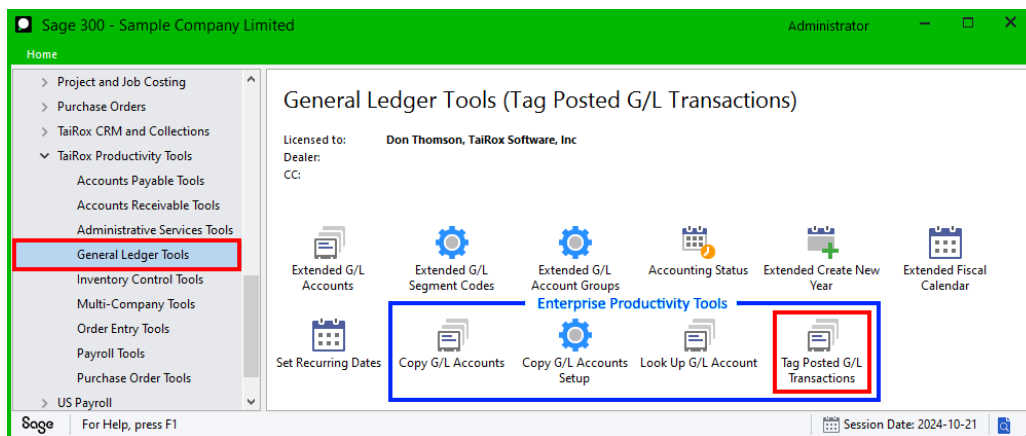 Sage 300 - Sample Company Limited
Administrator
Home
Project and Job Costing
Purchase Orders
TaiRox CRM and Collections
TaiRox Productivity Tools
Accounts Payable Tools
Accounts Receivable Tools
Administrative Services Tools
General Ledger Tools
Inventory Control Tools
Multi-Company Tools
Order Entry Tools
Payroll Tools
Purchase Order Tools
US Payroll
General Ledger Tools (Tag Posted G/L Transactions)
Licensed to: Don Thomson, TaiRox Software, Inc
Dealer:
CC:
Extended G/L
Accounts
Extended G/L
Segment Codes
Extended G/L
Account Groups
Accounting Status
Extended Create New
Year
Extended Fiscal
Calendar
Enterprise Productivity Tools
Set Recurring Dates
Copy G/L Accounts
Copy G/L Accounts
Setup
Look Up G/L Account
Tag Posted G/L
Transactions
Sage
For Help, press F1
Session Date: 2024-10-21